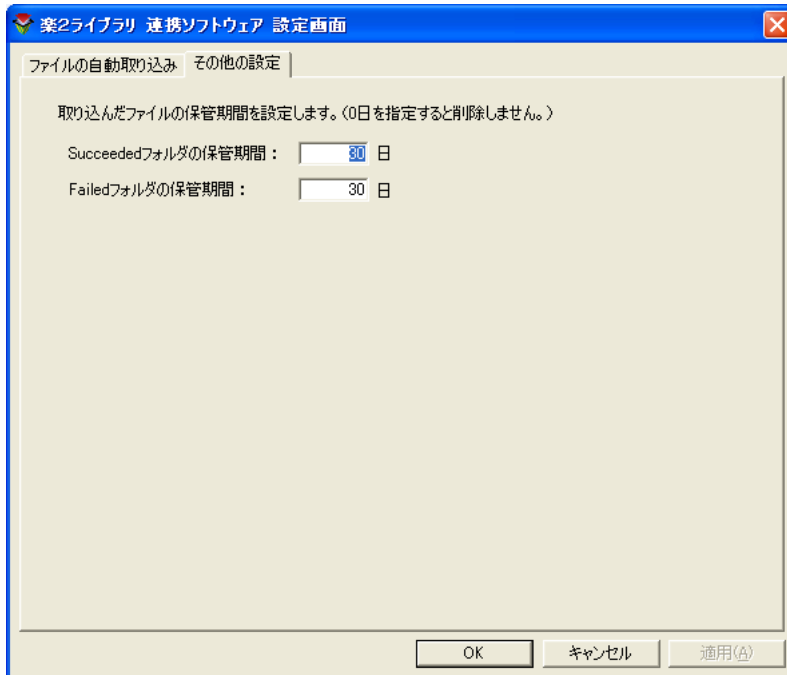 楽2ライブラリ 連携ソフトウェア 設定画面
ファイルの自動取り込み その他の設定
取り込んだファイルの保管期間を設定します。(0日を指定すると削除しません。)
Succeededフォルダの保管期間： 30 日
Failedフォルダの保管期間： 30 日
OK キャンセル 適用(A)